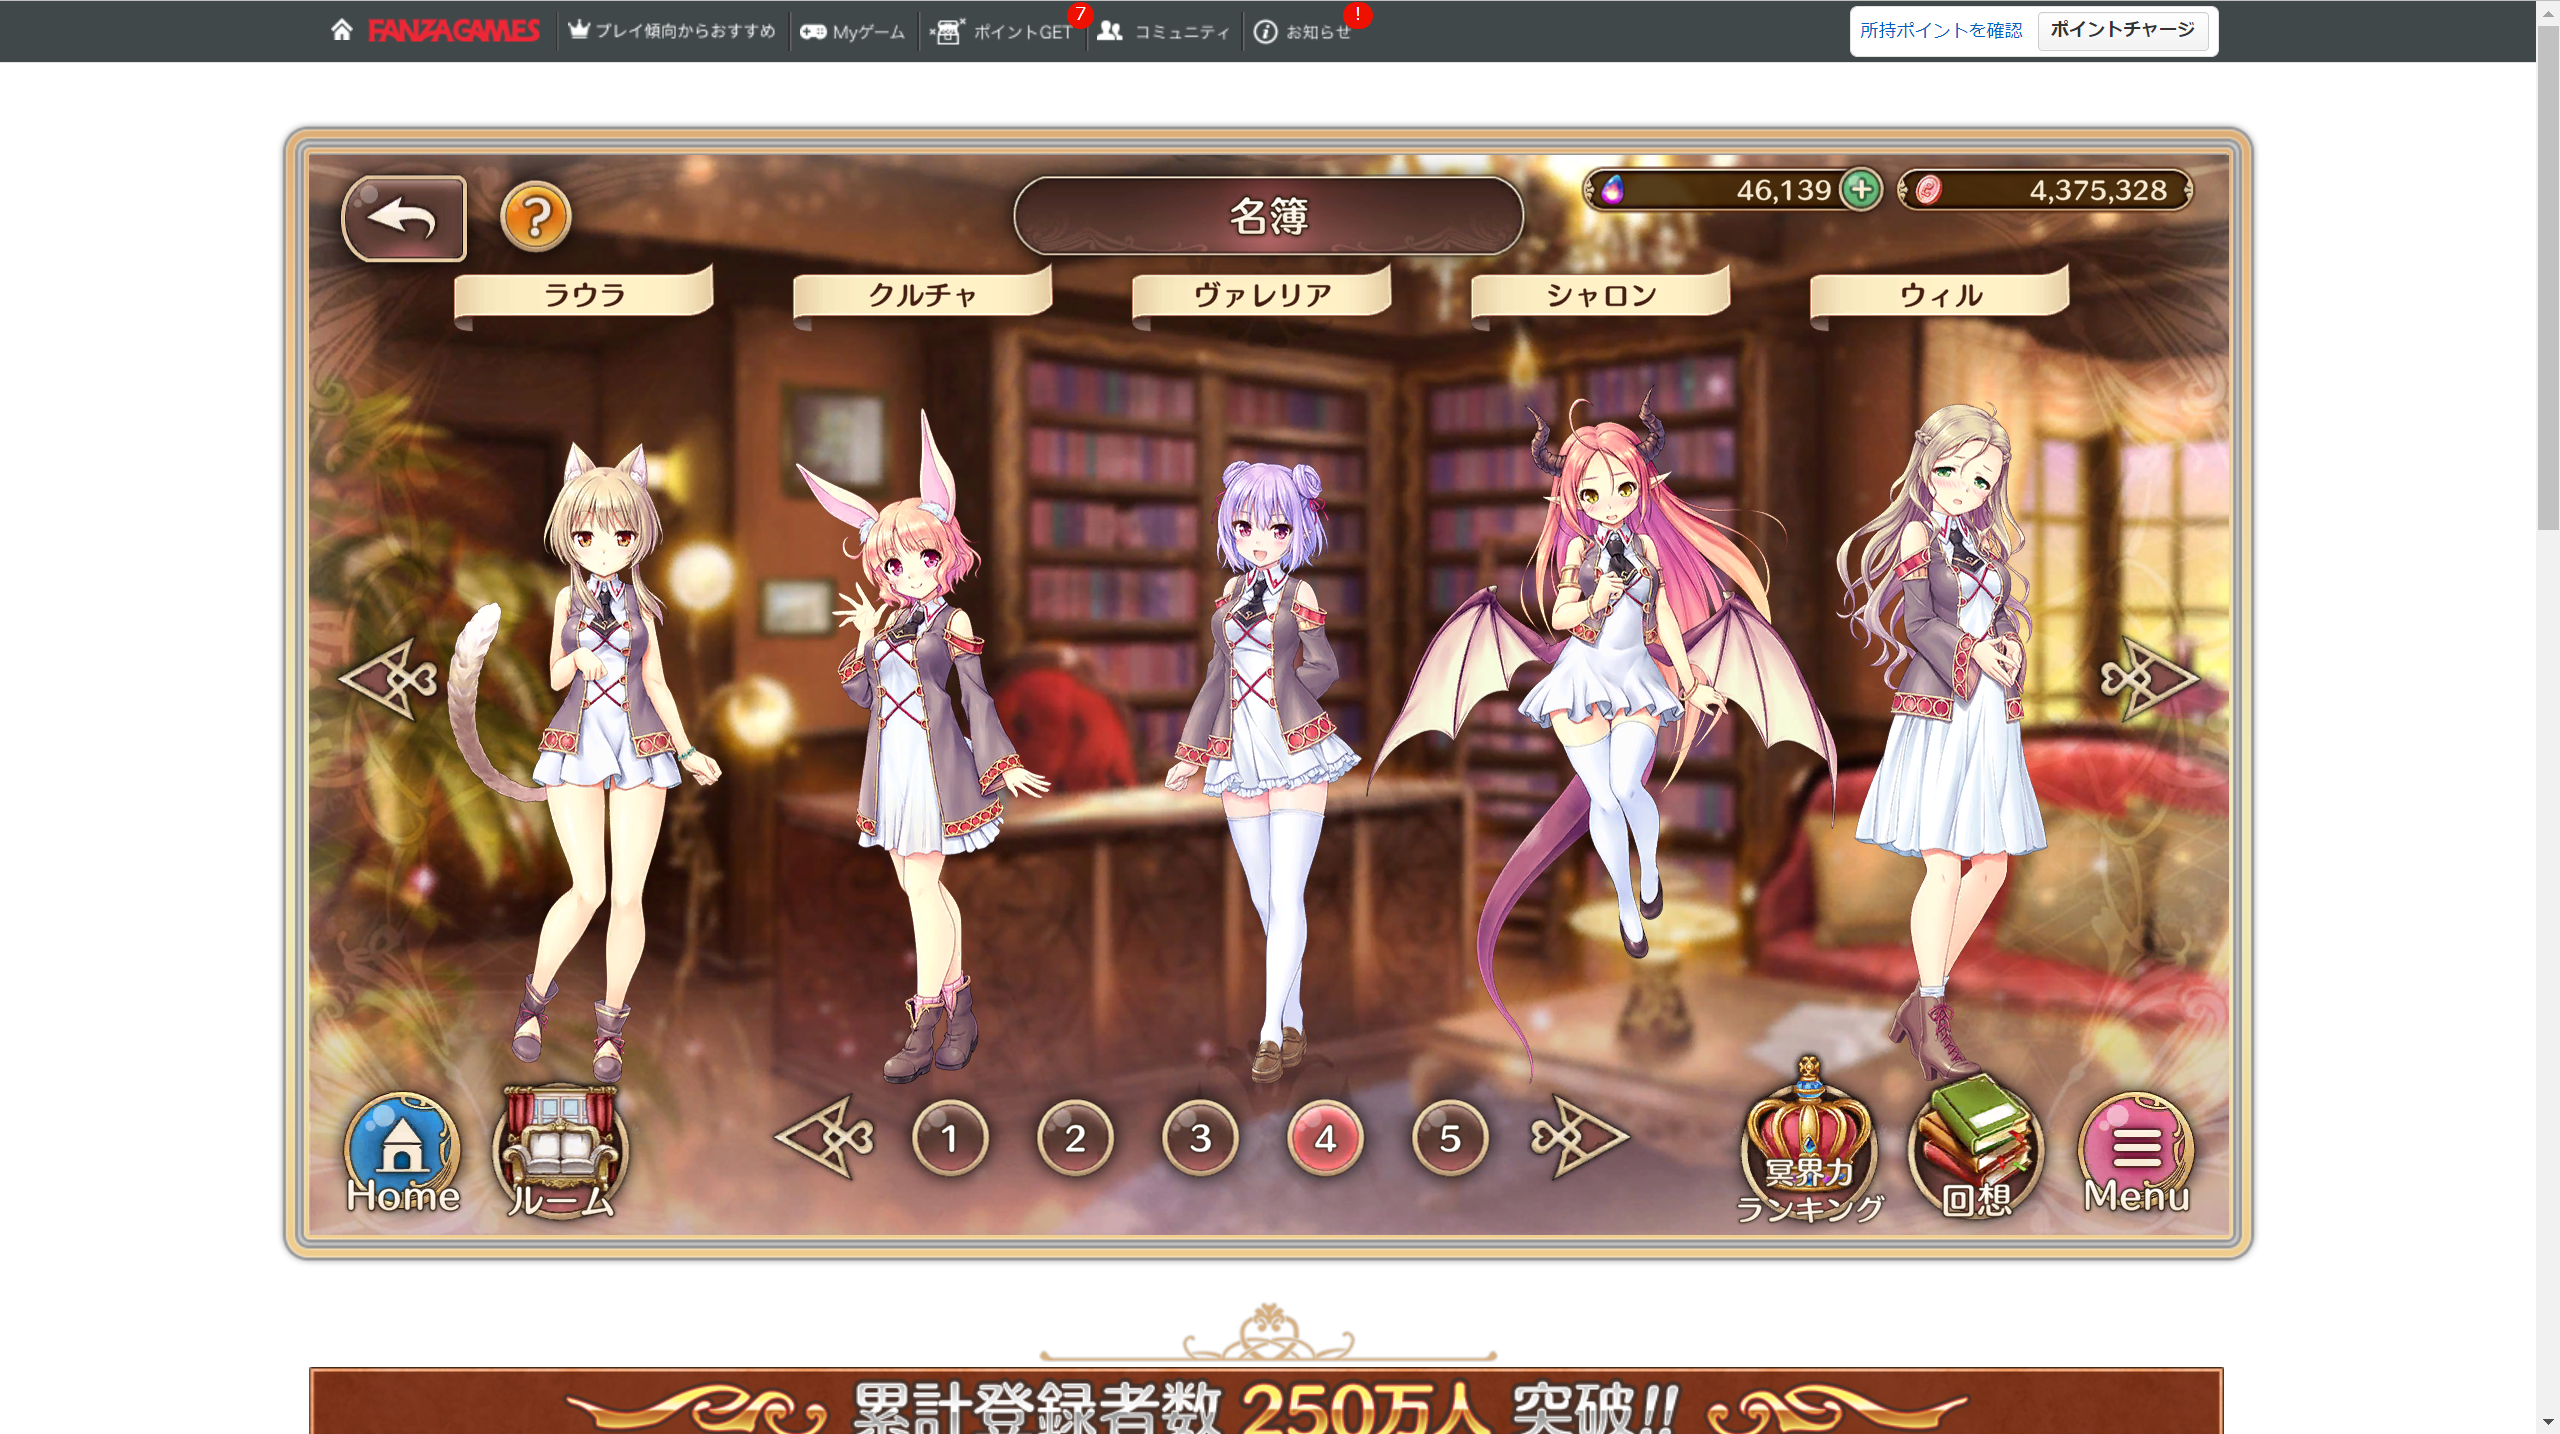 FANZA GAMES プレイ傾向からおすすめ Myゲーム ポイントGET 7 コミュニティ お知らせ ! 所持ポイントを確認 ポイントチャージ
? 名簿 46,139 + 4,375,328
ラウラ クルチャ ヴァレリア シャロン ウィル
Home ルーム 1 2 3 4 5 冥界力 ランキング 回想 Menu
累計登録者数 250万人 突破!!